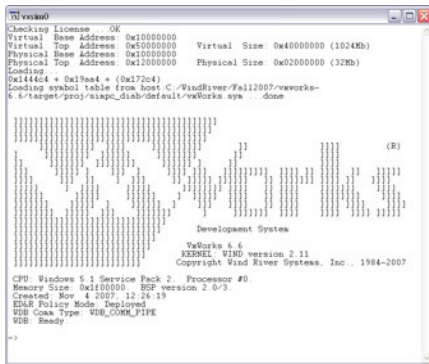 vxsim0
Checking License ...OK
Virtual Base Address: 0x10000000
Virtual Top Address: 0x50000000 Virtual Size: 0x40000000 (1024Mb)
Physical Base Address: 0x10000000
Physical Top Address: 0x12000000 Physical Size: 0x02000000 (32Mb)
Loading...
0x1444c4 + 0x19aa4 + (0x172c4)
Loading symbol table from host:C:/WindRiver/Fall2007/vxworks-
6.6/target/proj/simpc_diab/default/vxWorks.sym ...done
VxWorks (R)
Development System
VxWorks 6.6
KERNEL: WIND version 2.11
Copyright Wind River Systems, Inc., 1984-2007
CPU: Windows 5.1 Service Pack 2. Processor #0.
Memory Size: 0x1f00000. BSP version 2.0/3.
Created: Nov 4 2007, 12:26:19
ED&R Policy Mode: Deployed
WDB Comm Type: WDB_COMM_PIPE
WDB: Ready.
->